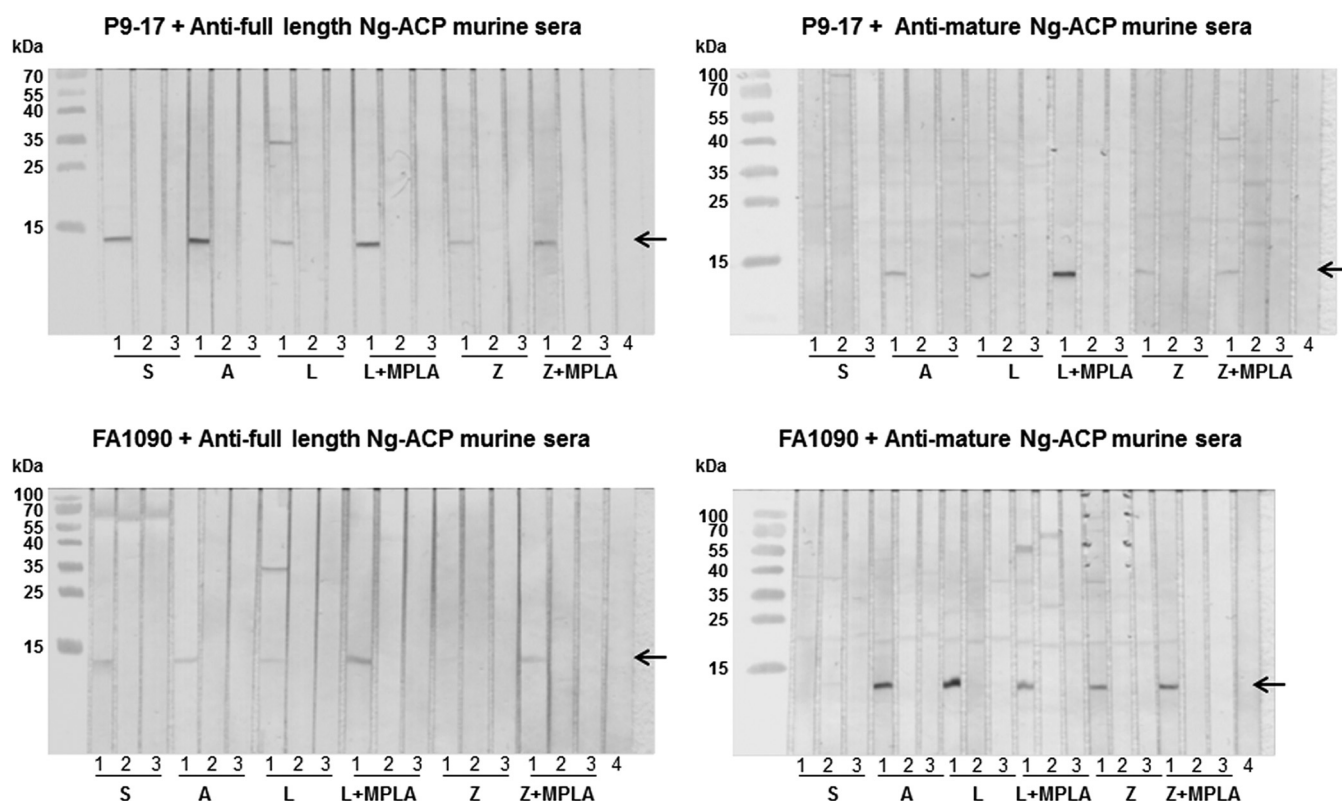 P9-17 + Anti-full length Ng-ACP murine sera
kDa
70
55
40
35
25
15
1 2 3 1 2 3 1 2 3 1 2 3 1 2 3 1 2 3 4
S A L L+MPLA Z Z+MPLA
P9-17 + Anti-mature Ng-ACP murine sera
kDa
100
70
55
40
35
25
15
1 2 3 1 2 3 1 2 3 1 2 3 1 2 3 1 2 3 4
S A L L+MPLA Z Z+MPLA
FA1090 + Anti-full length Ng-ACP murine sera
kDa
100
70
55
40
35
25
15
1 2 3 1 2 3 1 2 3 1 2 3 1 2 3 1 2 3 4
S A L L+MPLA Z Z+MPLA
FA1090 + Anti-mature Ng-ACP murine sera
kDa
100
70
55
40
35
25
15
1 2 3 1 2 3 1 2 3 1 2 3 1 2 3 1 2 3 4
S A L L+MPLA Z Z+MPLA